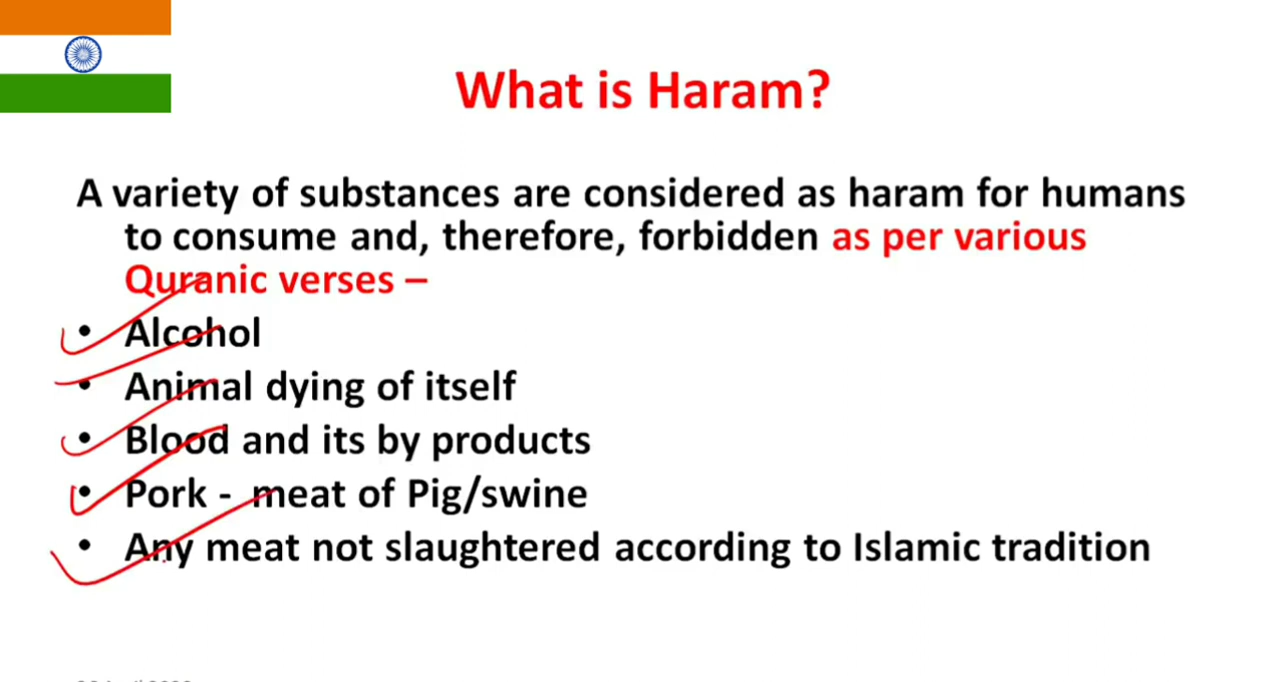 What is Haram?
A variety of substances are considered as haram for humans
to consume and, therefore, forbidden as per various
Quranic verses –
• Alcohol
• Animal dying of itself
• Blood and its by products
• Pork - meat of Pig/swine
• Any meat not slaughtered according to Islamic tradition